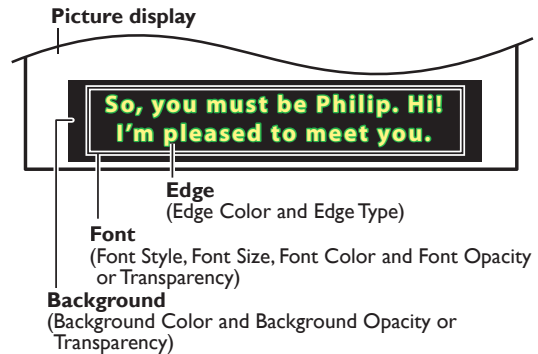 Picture display
So, you must be Philip. Hi!
I'm pleased to meet you.
Edge
(Edge Color and Edge Type)
Font
(Font Style, Font Size, Font Color and Font Opacity
or Transparency)
Background
(Background Color and Background Opacity or
Transparency)